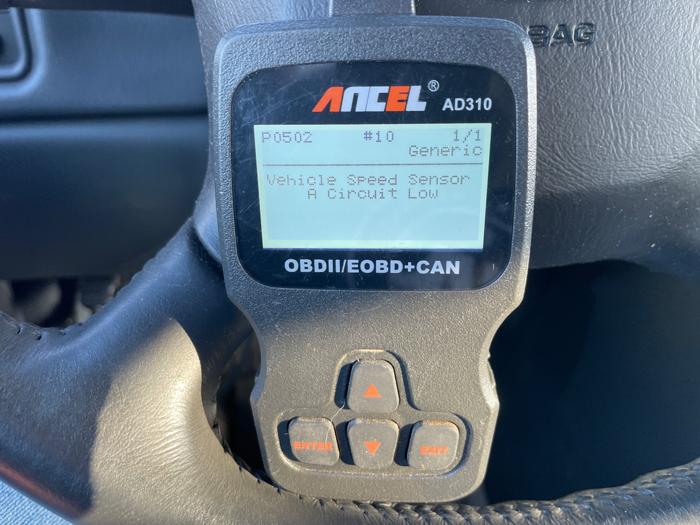 BAG
ANCEL® AD310
P0502 #10 1/1
Generic
Vehicle Speed Sensor
A Circuit Low
OBDII/EOBD+CAN
ENTER
EXIT